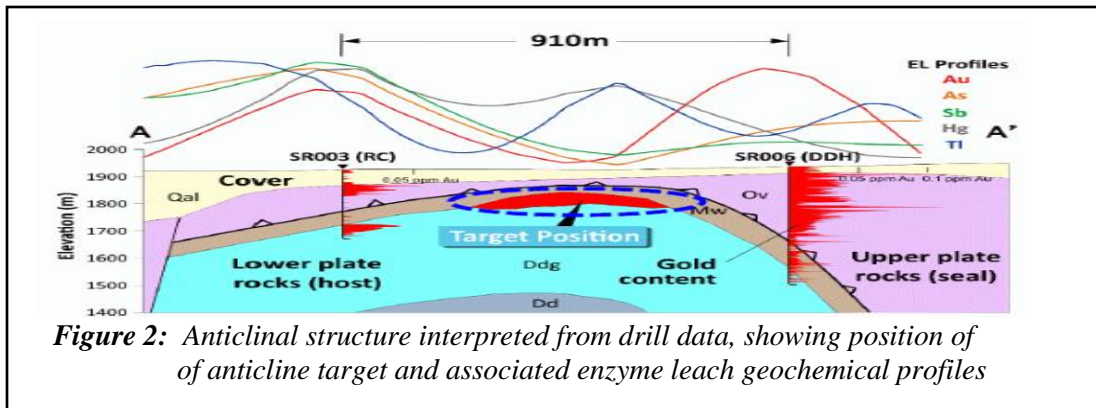 910m
EL Profiles
Au
As
Sb
Hg
Tl
A
A'
2000
SR003 (RC)
SR006 (DDH)
1900
Cover
0.05 ppm Au
0.05 ppm Au
0.1 ppm Au
Qal
Ov
1800
Mw
Elevation (m)
1700
Target Position
1600
Lower plate
rocks (host)
Ddg
Gold
content
Upper plate
rocks (seal)
1500
Dd
1400
Figure 2: Anticlinal structure interpreted from drill data, showing position of
of anticline target and associated enzyme leach geochemical profiles